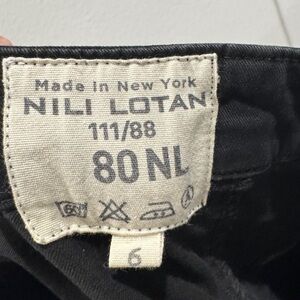 Made in New York
NILI LOTAN
111/88
80 NL
6